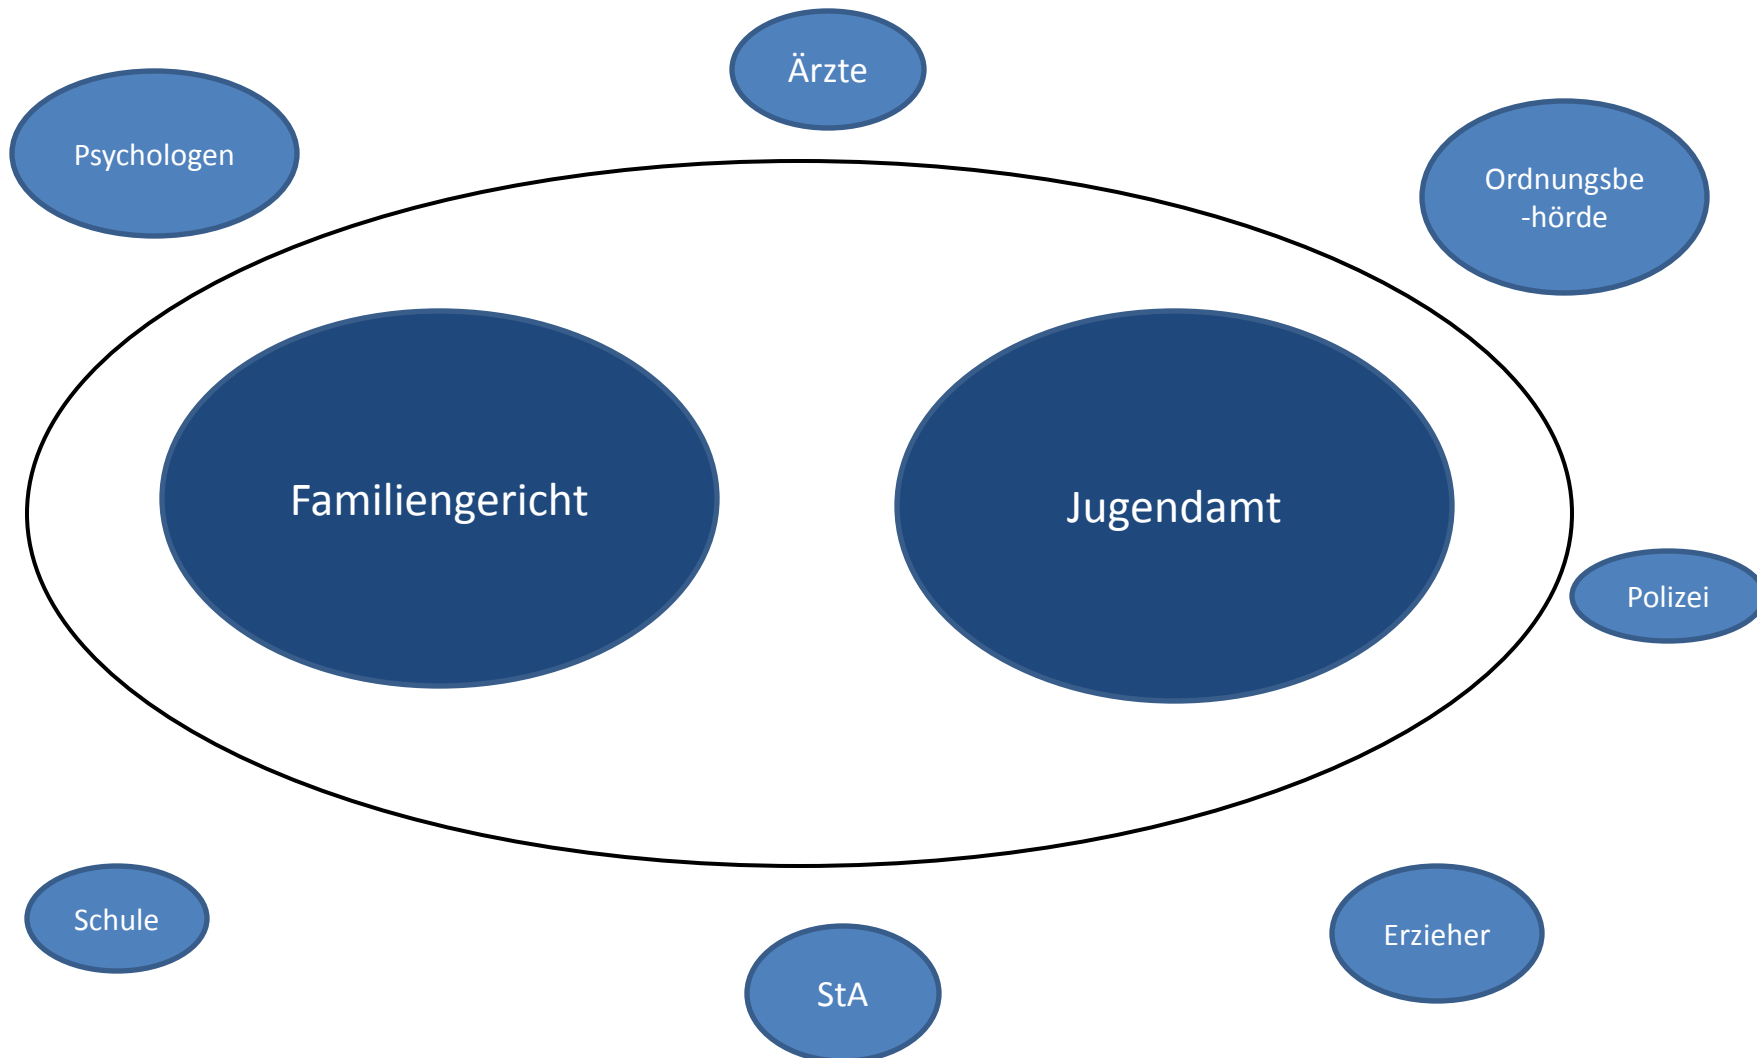 Ärzte
Psychologen
Ordnungsbe
-hörde
Familiengericht
Jugendamt
Polizei
Schule
Erzieher
StA